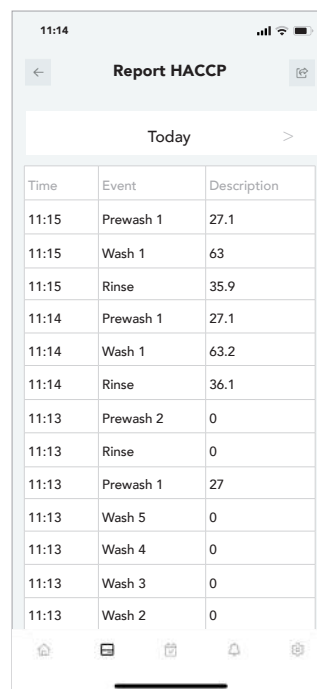 11:14
Report HACCP
Today >
Time Event Description
11:15 Prewash 1 27.1
11:15 Wash 1 63
11:15 Rinse 35.9
11:14 Prewash 1 27.1
11:14 Wash 1 63.2
11:14 Rinse 36.1
11:13 Prewash 2 0
11:13 Rinse 0
11:13 Prewash 1 27
11:13 Wash 5 0
11:13 Wash 4 0
11:13 Wash 3 0
11:13 Wash 2 0